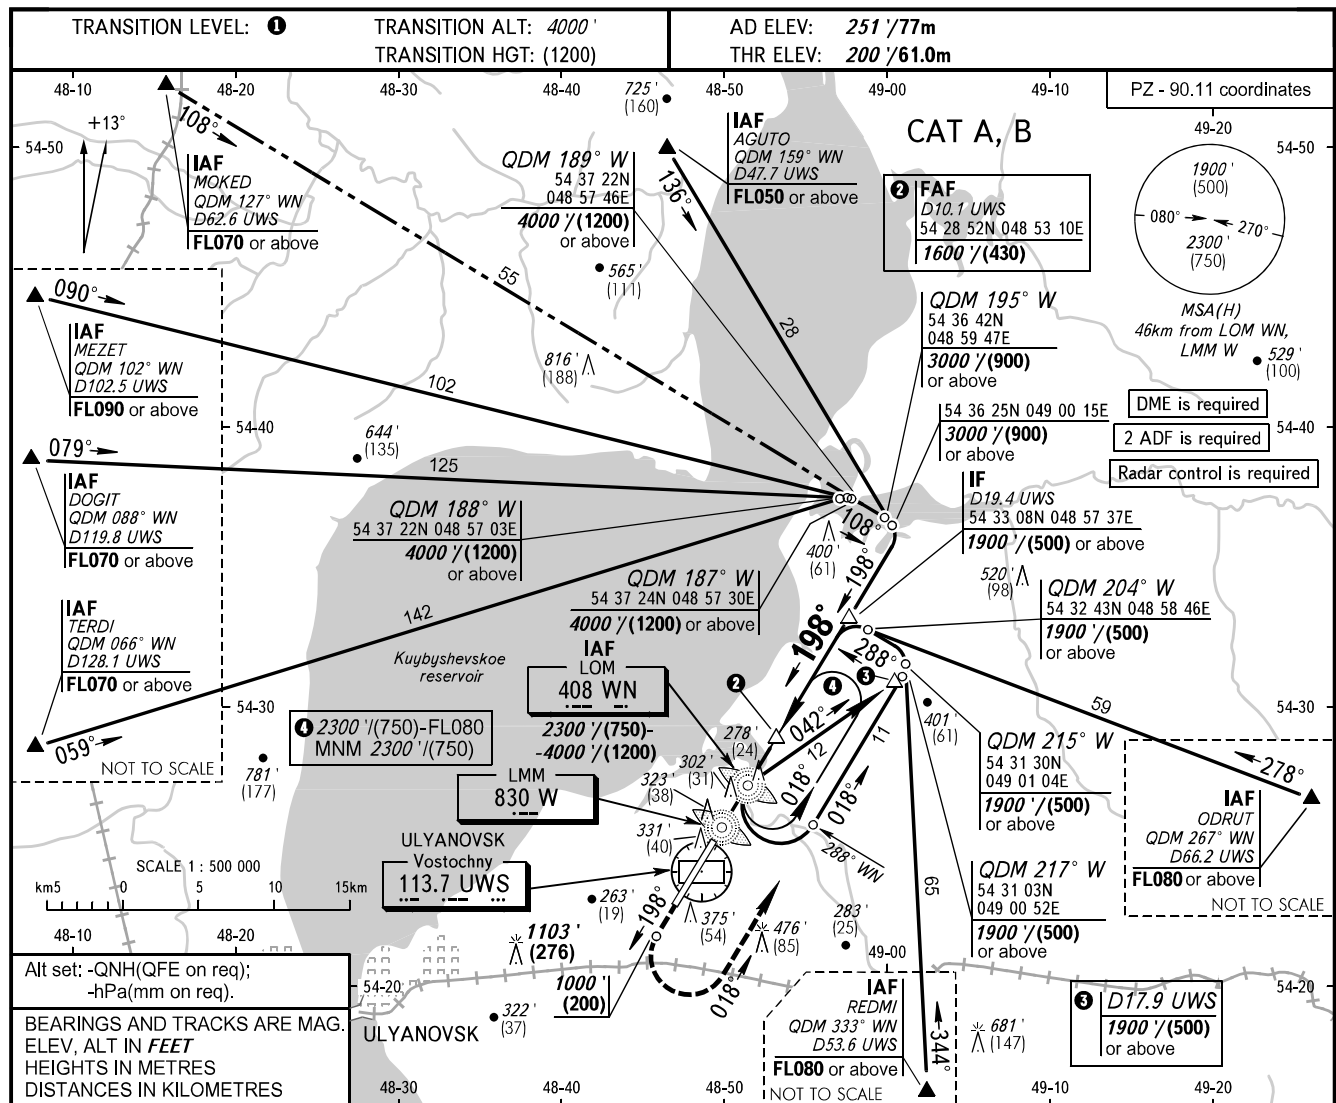 TRANSITION LEVEL: ❶
TRANSITION ALT: 4000'
TRANSITION HGT: (1200)
AD ELEV: 251'/77m
THR ELEV: 200'/61.0m
48-10
48-20
48-30
48-40
48-50
49-00
49-10
PZ - 90.11 coordinates
49-20
54-50
54-50
+13°
108°
IAF
MOKED
QDM 127° WN
D62.6 UWS
FL070 or above
725'
(160)
IAF
AGUTO
QDM 159° WN
D47.7 UWS
FL050 or above
136°
CAT A, B
QDM 189° W
54 37 22N
048 57 46E
4000'/(1200)
or above
565'
(111)
❷ FAF
D10.1 UWS
54 28 52N 048 53 10E
1600'/(430)
1900'
(500)
080°
270°
2300'
(750)
MSA(H)
46km from LOM WN,
LMM W
529'
(100)
090°
IAF
MEZET
QDM 102° WN
D102.5 UWS
FL090 or above
55
28
102
816'
(188)
QDM 195° W
54 36 42N
048 59 47E
3000'/(900)
or above
DME is required
2 ADF is required
Radar control is required
54-40
54-40
54 36 25N 049 00 15E
3000'/(900)
or above
079°
IAF
DOGIT
QDM 088° WN
D119.8 UWS
FL070 or above
644'
(135)
125
QDM 188° W
54 37 22N 048 57 03E
4000'/(1200)
or above
IF
D19.4 UWS
54 33 08N 048 57 37E
1900'/(500) or above
108°
400'
(61)
198°
520'
(98)
QDM 187° W
54 37 24N 048 57 30E
4000'/(1200) or above
QDM 204° W
54 32 43N 048 58 46E
1900'/(500)
or above
IAF
TERDI
QDM 066° WN
D128.1 UWS
FL070 or above
142
198°
Kuybyshevskoe
reservoir
IAF
LOM
408 WN
2300'/(750)-
-4000'/(1200)
288°
❸
❹
❷
59
54-30
54-30
059°
NOT TO SCALE
❹ 2300'/(750)-FL080
MNM 2300'/(750)
781'
(177)
278'
(24)
042°
12
11
401'
(61)
QDM 215° W
54 31 30N
049 01 04E
1900'/(500)
or above
278°
IAF
ODRUT
QDM 267° WN
D66.2 UWS
FL080 or above
NOT TO SCALE
302'
(31)
323'
(38)
018°
018°
LMM
830 W
331'
(40)
288° WN
ULYANOVSK
Vostochny
113.7 UWS
SCALE 1 : 500 000
km5 0 5 10 15km
QDM 217° W
54 31 03N
049 00 52E
1900'/(500)
or above
65
263'
(19)
198°
375'
(54)
476'
(85)
283'
(25)
1103'
(276)
48-10
48-20
49-00
Alt set: -QNH(QFE on req);
-hPa(mm on req).
54-20
54-20
1000'
(200)
018°
322'
(37)
ULYANOVSK
IAF
REDMI
QDM 333° WN
D53.6 UWS
FL080 or above
NOT TO SCALE
344°
681'
(147)
❸ D17.9 UWS
1900'/(500)
or above
BEARINGS AND TRACKS ARE MAG.
ELEV, ALT IN FEET
HEIGHTS IN METRES
DISTANCES IN KILOMETRES
48-30
48-40
48-50
49-10
49-20